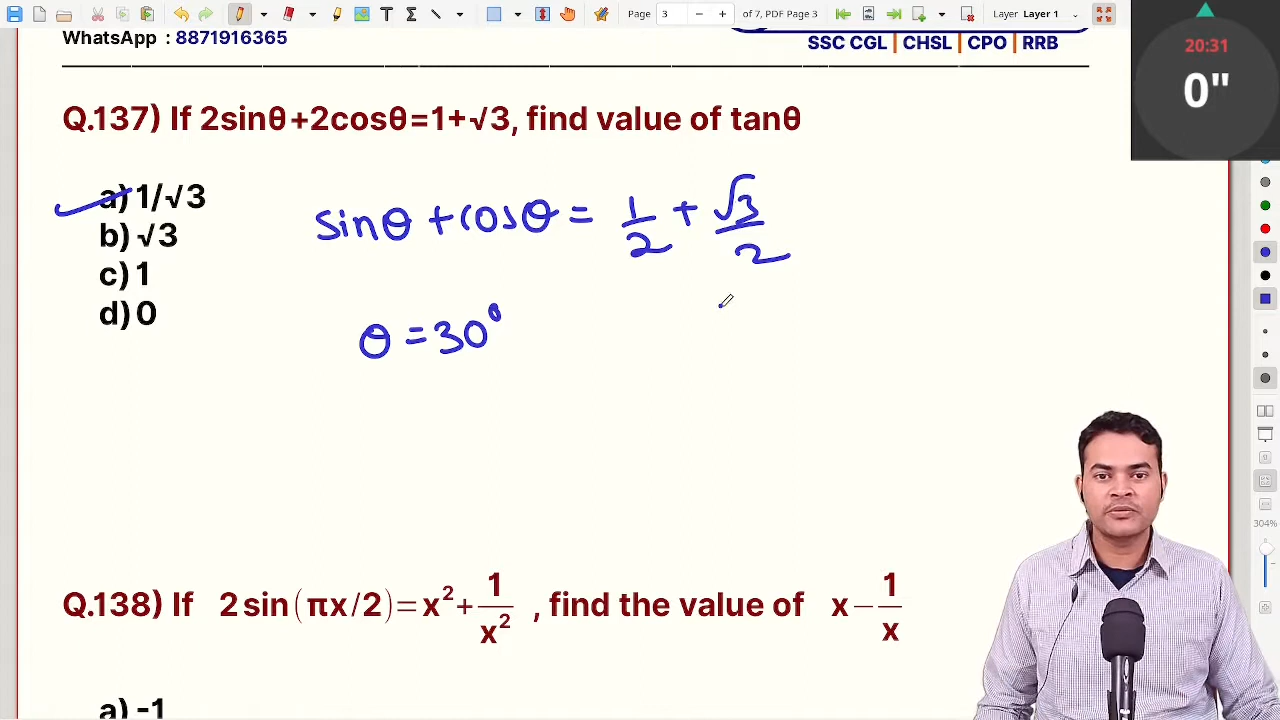 Page 3 of 7. PDF Page 3
Layer Layer 1
20:31
0"
WhatsApp : 8871916365
SSC CGL | CHSL | CPO | RRB
Q.137) If 2sinθ+2cosθ=1+√3, find value of tanθ
a) 1/√3
b) √3
c) 1
d) 0
sinθ + cosθ = 1/2 + √3/2
θ = 30°
304%
Q.138) If 2 sin(πx/2)=x²+1/x² , find the value of x−1/x
a) -1